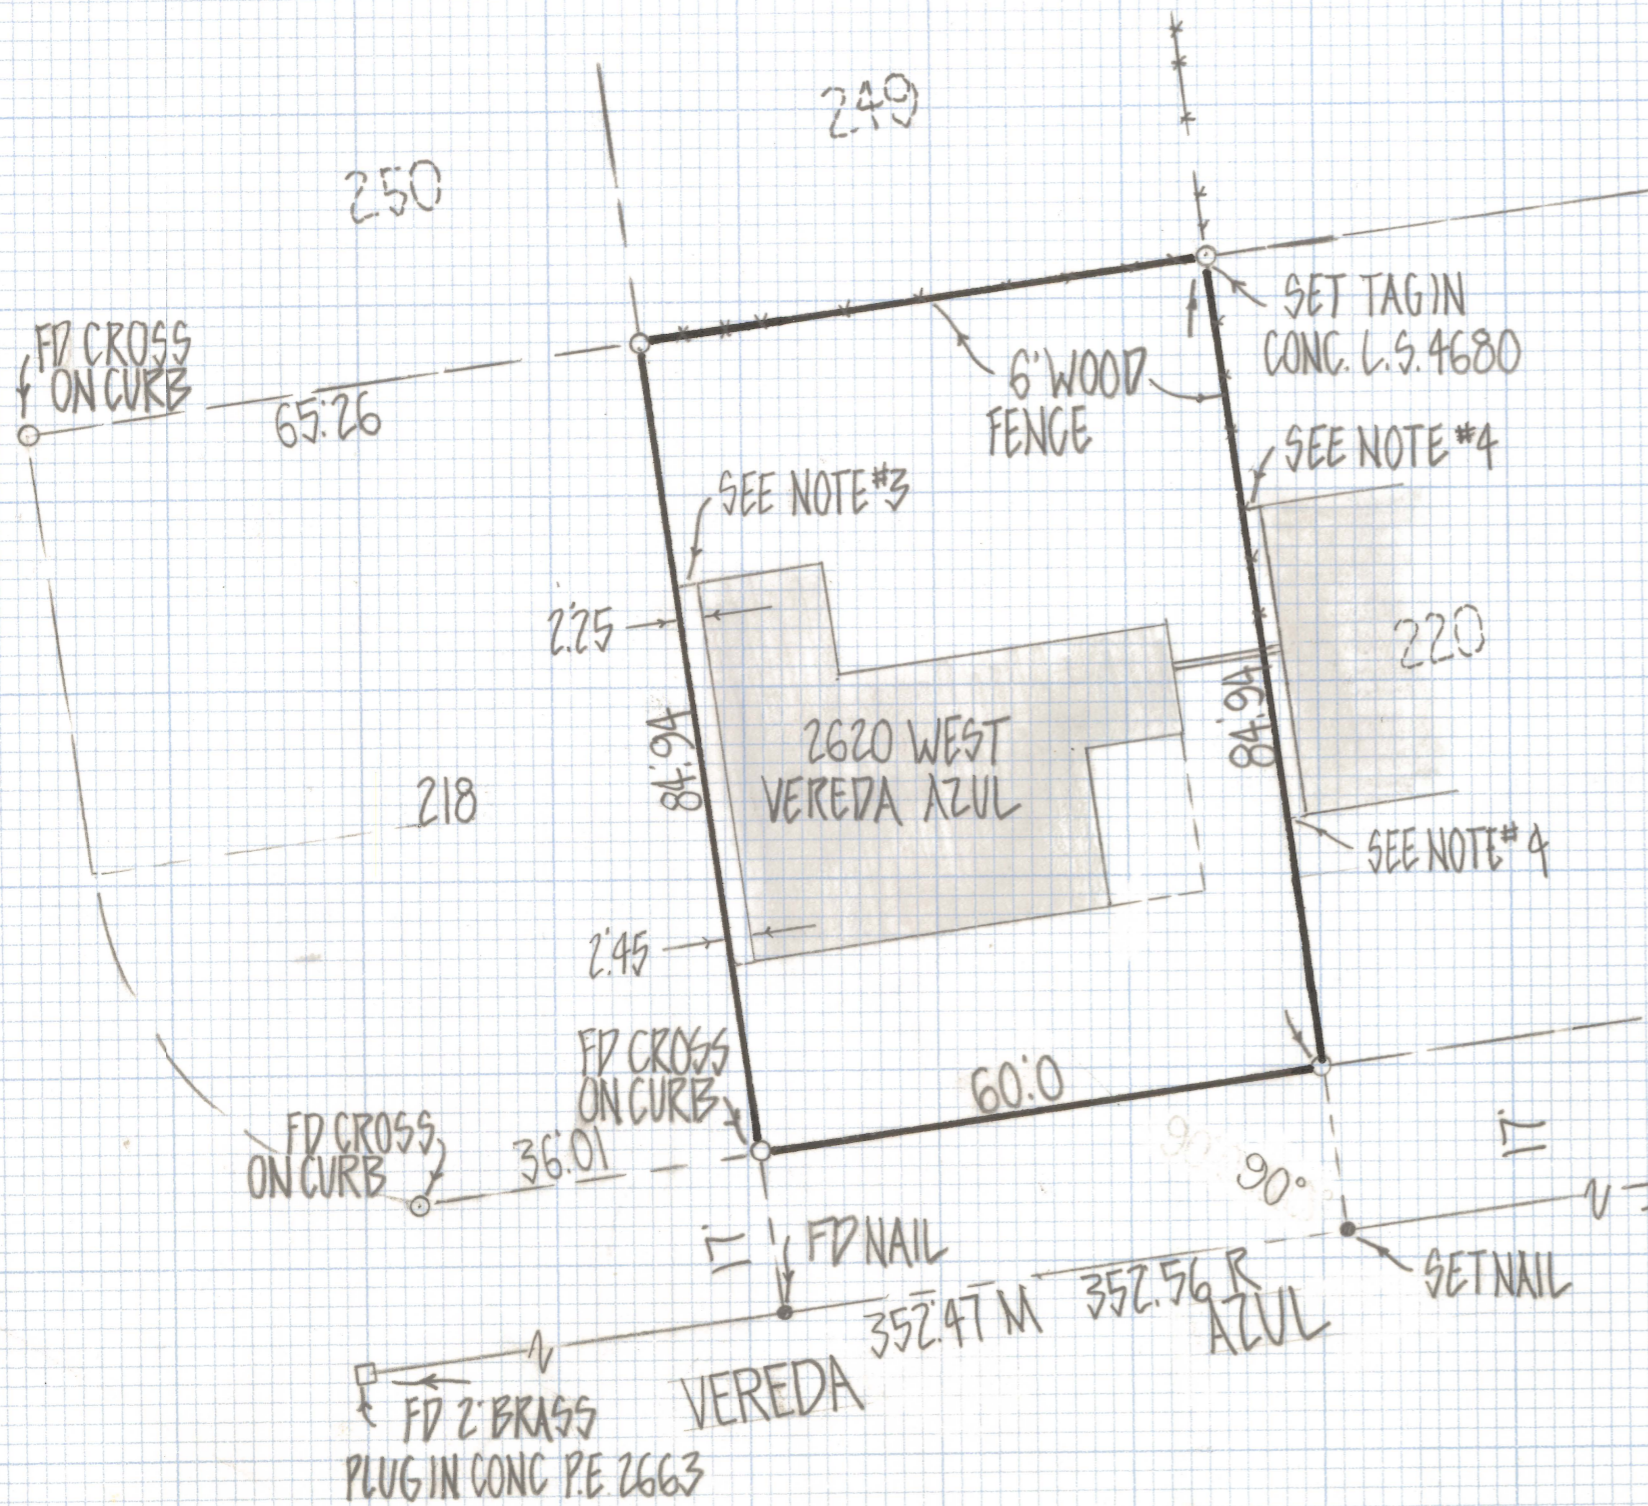 249
250
SET TAG IN
CONC. L.S. 4680
FD CROSS
ON CURB
65.26
6' WOOD
FENCE
SEE NOTE #4
SEE NOTE #3
2.25
220
84.94
84.94
2620 WEST
VEREDA AZUL
218
SEE NOTE #4
2.45
FD CROSS
ON CURB
60.0
FD CROSS
ON CURB
36.01
90°
90°
17'
17'
FD NAIL
SET NAIL
352.47 M
352.56 R
VEREDA AZUL
FD 2" BRASS
PLUG IN CONC P.E 2663